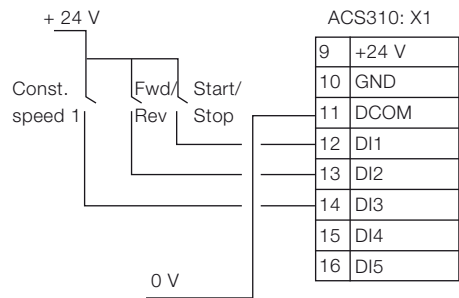 + 24 V
ACS310: X1
9 +24 V
10 GND
11 DCOM
12 DI1
13 DI2
14 DI3
15 DI4
16 DI5
Const.
speed 1
Fwd/
Rev
Start/
Stop
0 V